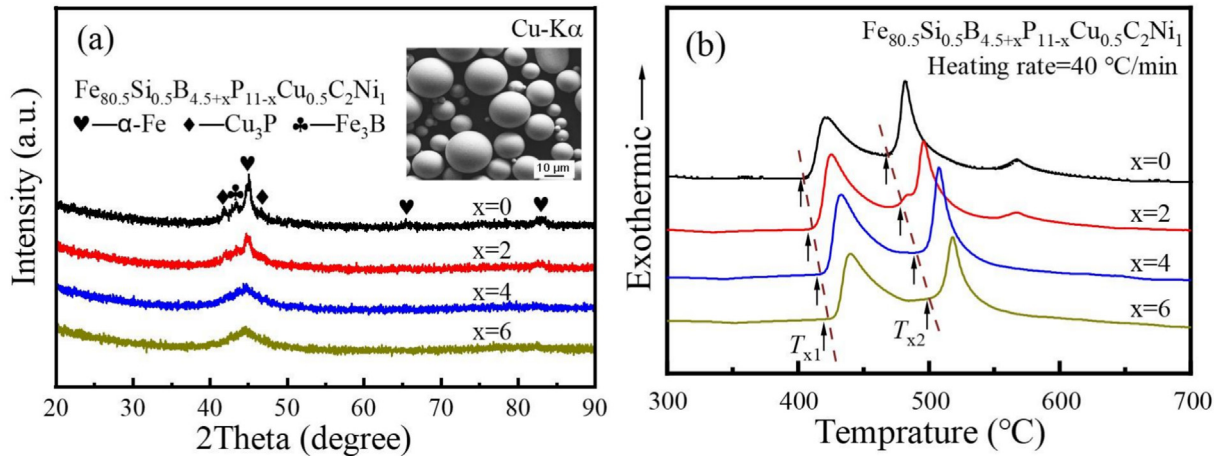 (a)
Cu-Kα
Fe80.5Si0.5B4.5+xP11-xCu0.5C2Ni1
♥—α-Fe ♦—Cu3P ♣—Fe3B
10 μm
x=0
x=2
x=4
x=6
Intensity (a.u.)
20 30 40 50 60 70 80 90
2Theta (degree)
(b)
Fe80.5Si0.5B4.5+xP11-xCu0.5C2Ni1
Heating rate=40 °C/min
x=0
x=2
x=4
x=6
Tx1
Tx2
Exothermic
300 400 500 600 700
Temprature (°C)